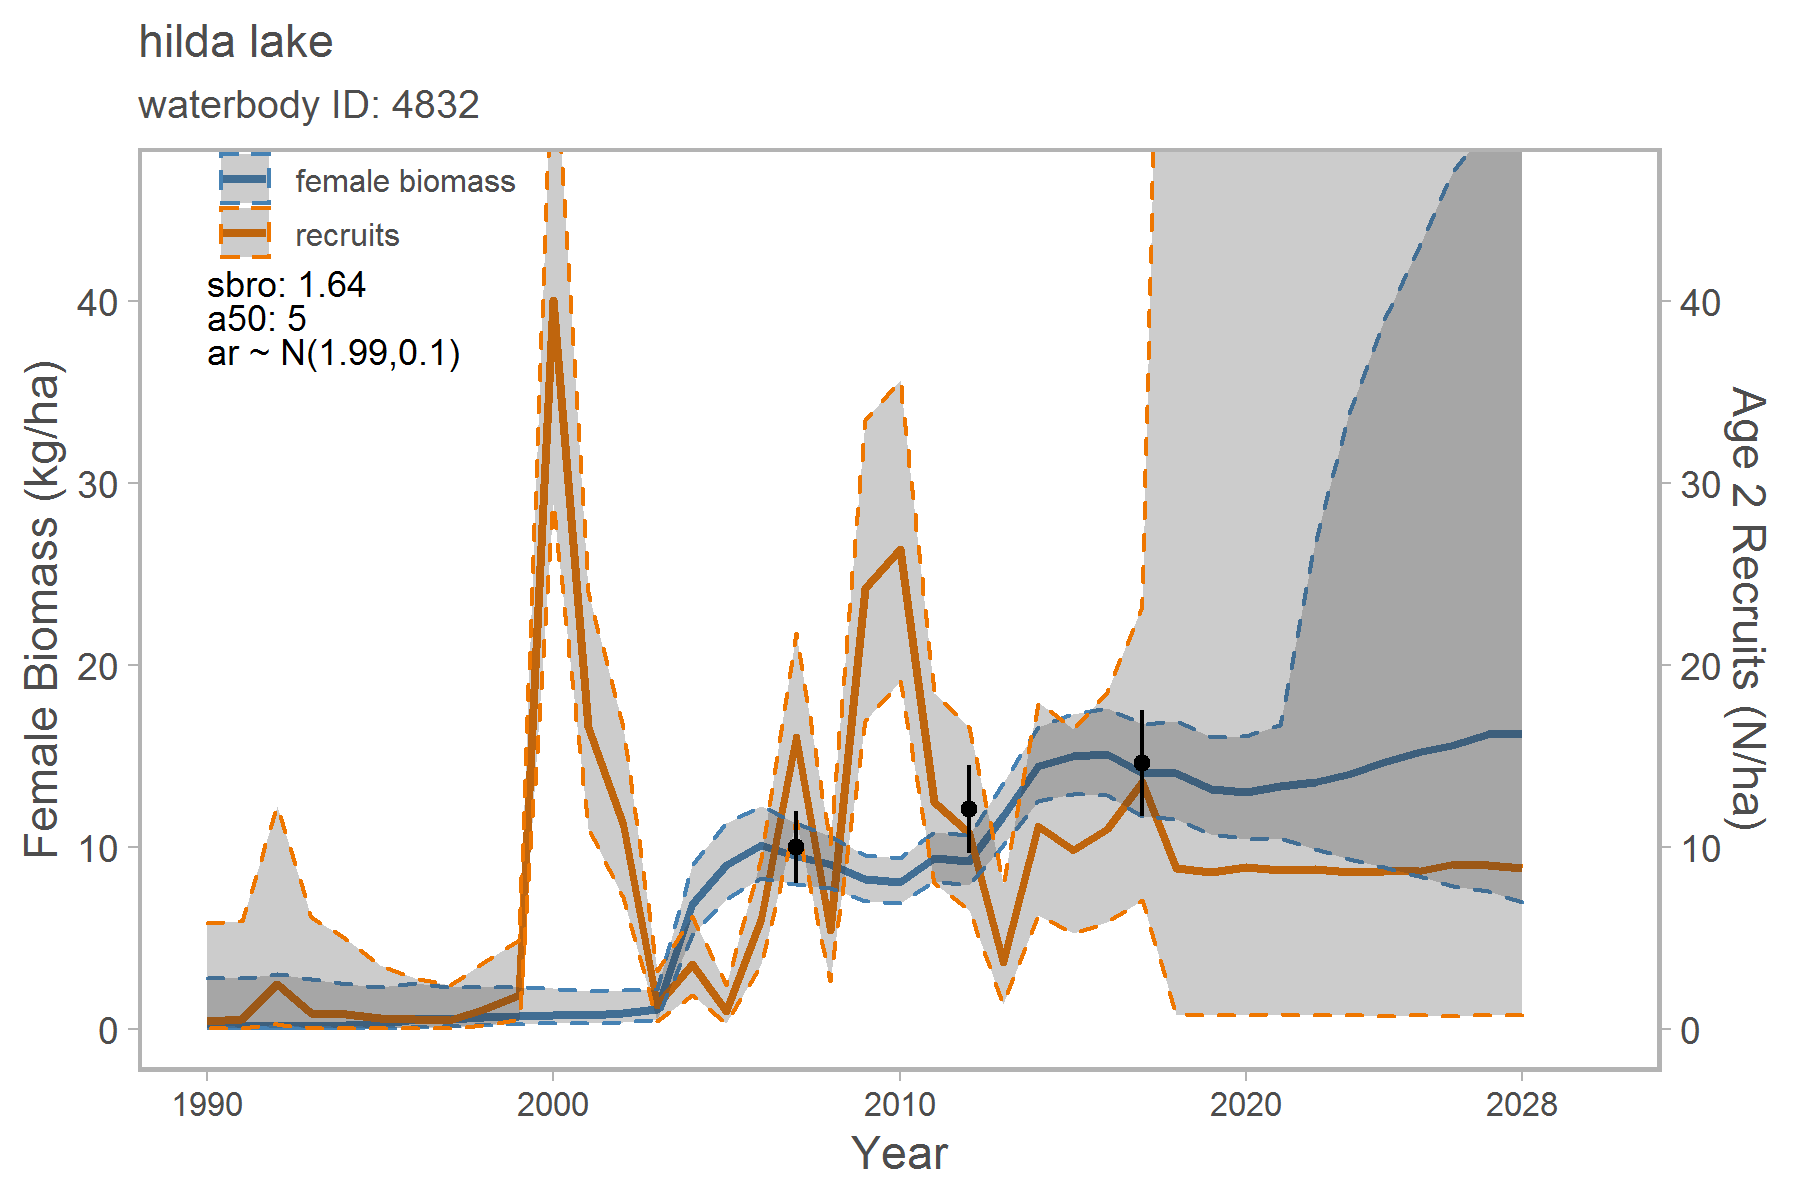 hilda lake
waterbody ID: 4832
female biomass
recruits
sbro: 1.64
a50: 5
ar ~ N(1.99,0.1)
Female Biomass (kg/ha)
40
30
20
10
0
40
30
20
10
0
Age 2 Recruits (N/ha)
1990
2000
2010
2020
2028
Year